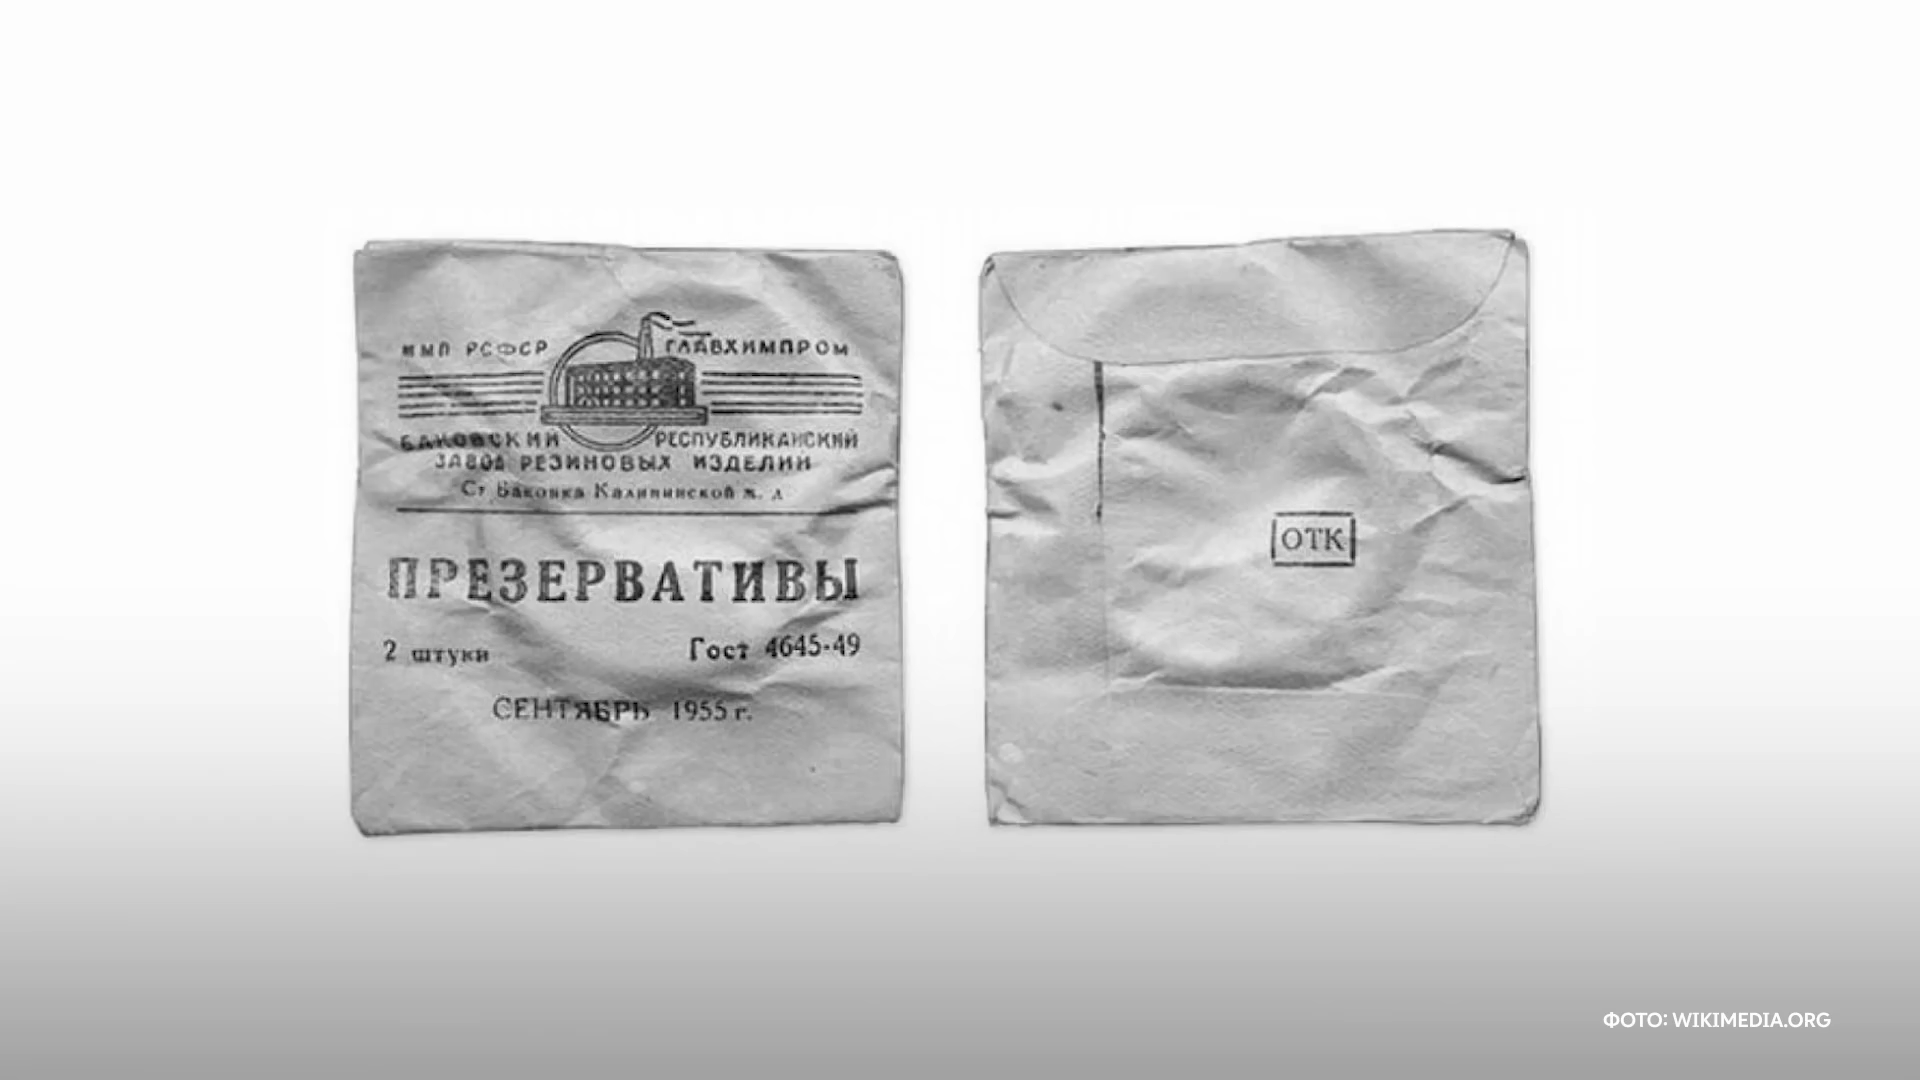 ММП РСФСР ГЛАВХИМПРОМ
БАКОВСКИЙ РЕСПУБЛИКАНСКИЙ
ЗАВОД РЕЗИНОВЫХ ИЗДЕЛИЙ
Ст Баковка Калининской ж. д
ПРЕЗЕРВАТИВЫ
2 штуки Гост 4645-49
СЕНТЯБРЬ 1955 г.
ОТК
ФОТО: WIKIMEDIA.ORG